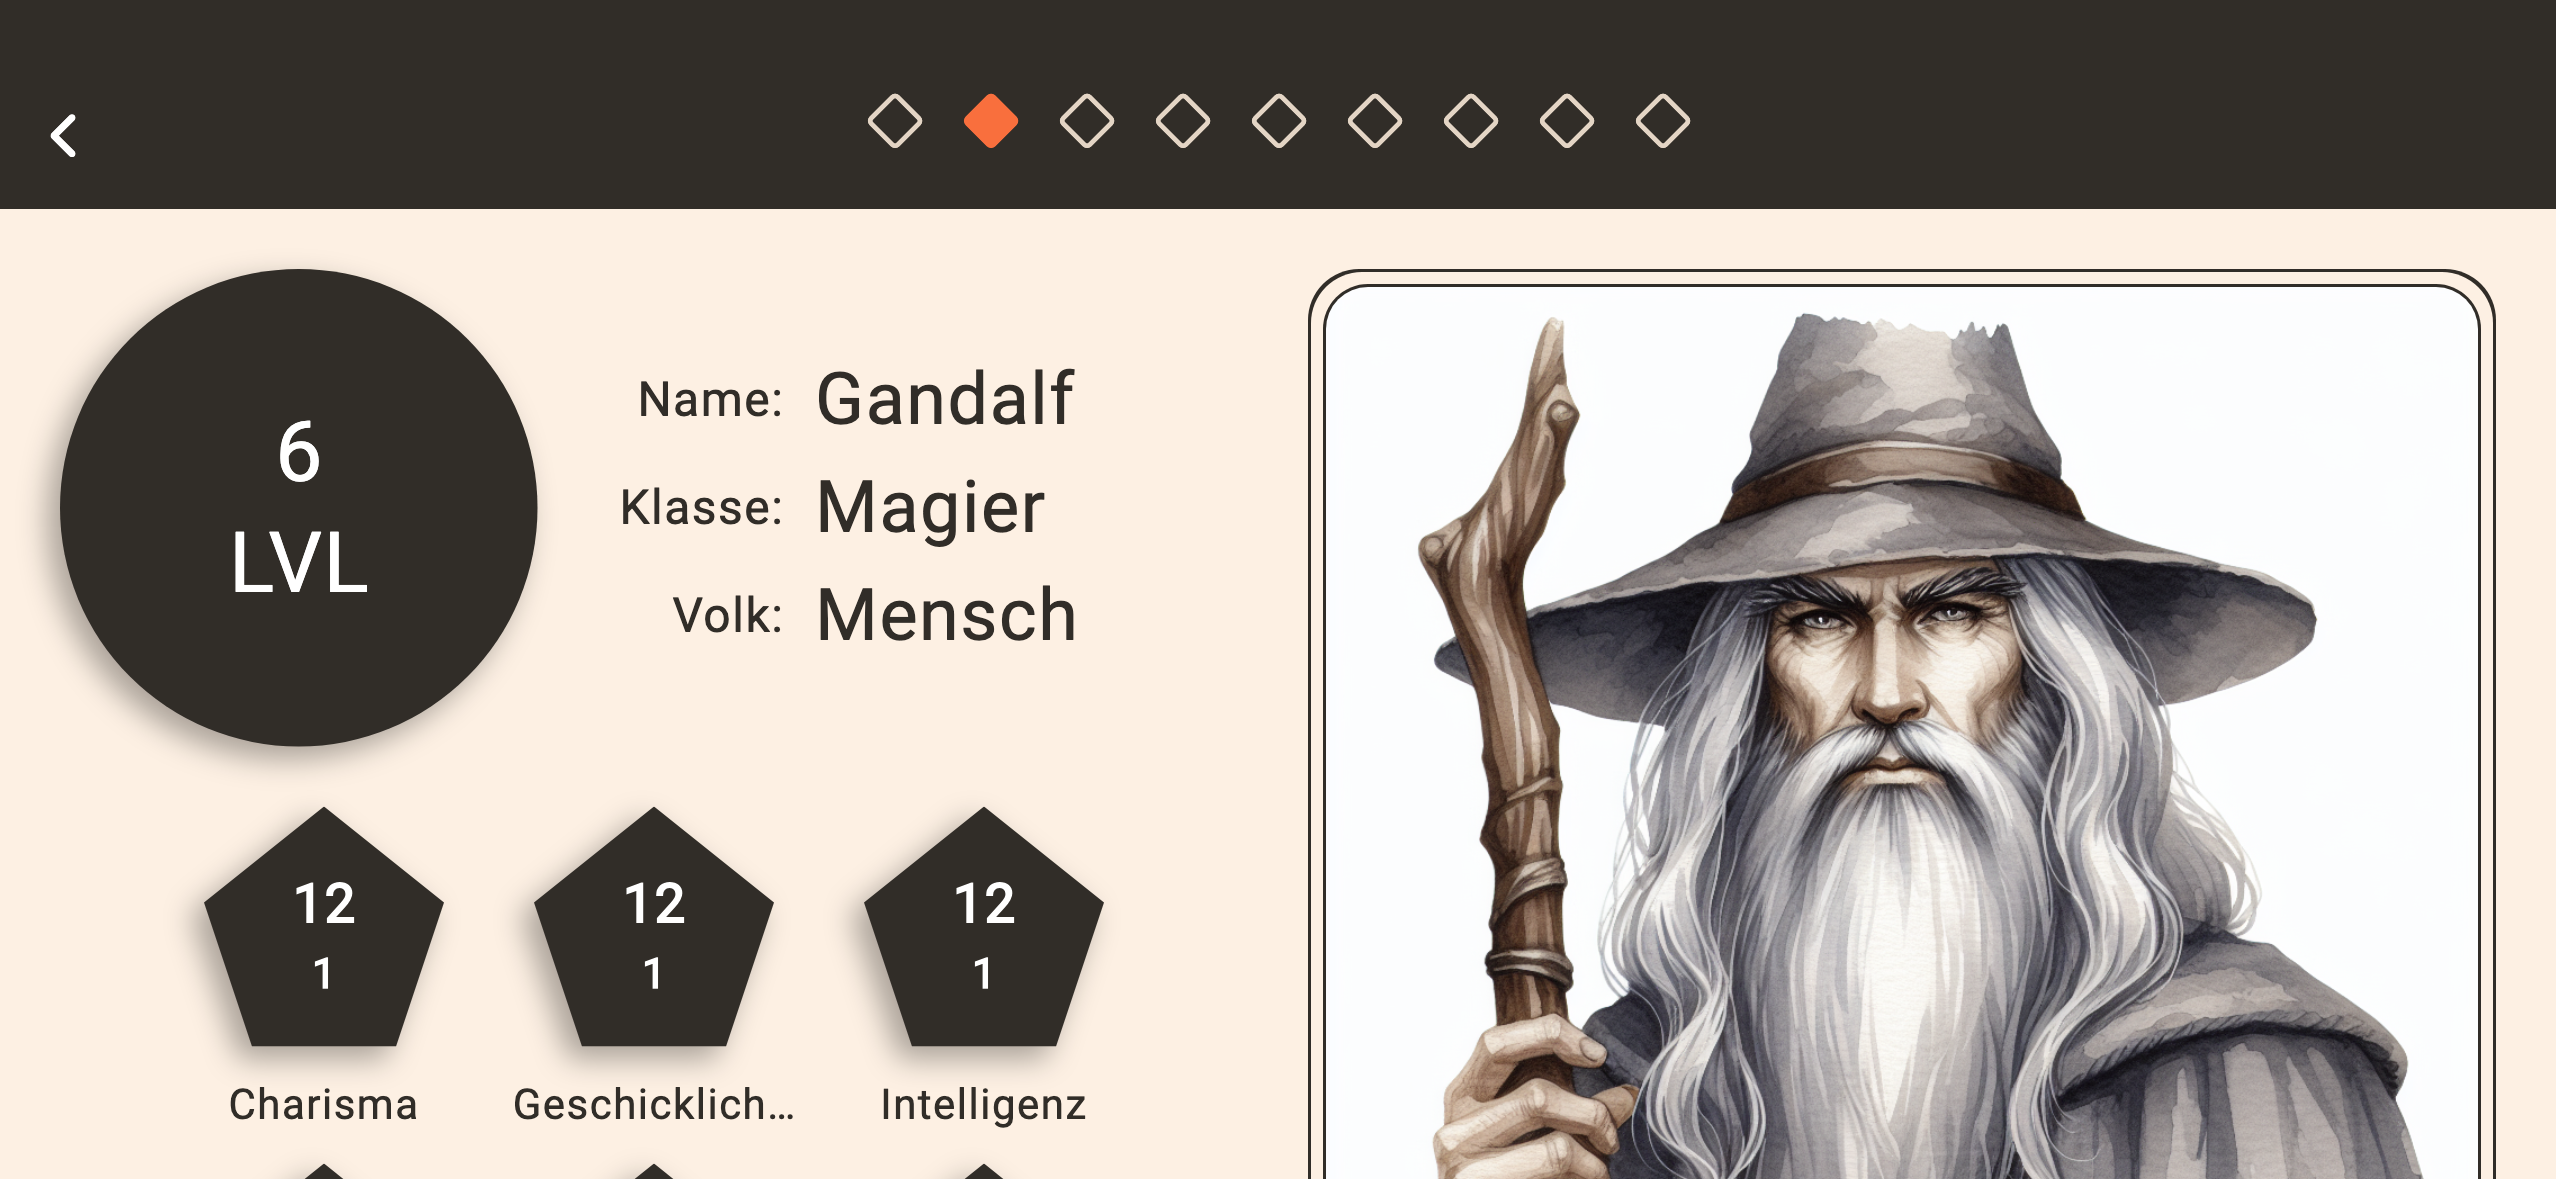 6
LVL
Name: Gandalf
Klasse: Magier
Volk: Mensch
12
1
Charisma
12
1
Geschicklich...
12
1
Intelligenz